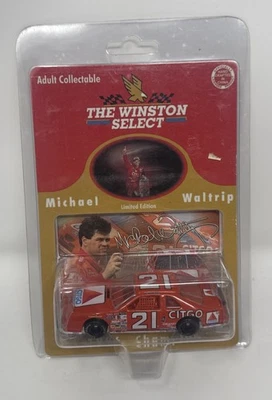 Adult Collectable
THE WINSTON
SELECT
Michael
Waltrip
Limited Edition
21
21
CITGO